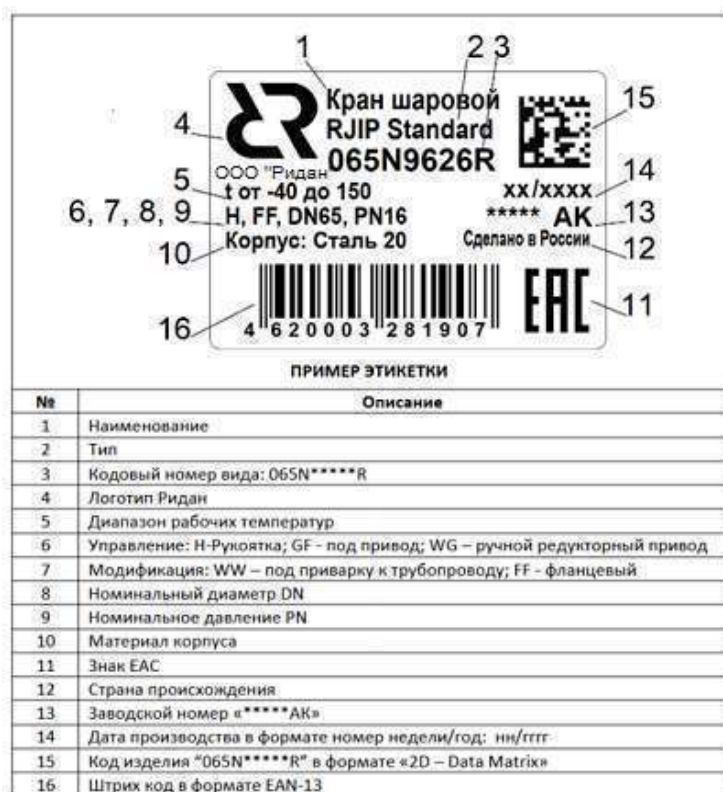 1
2 3
Кран шаровой
15
RJIP Standard
4
065N9626R
ООО "Ридан"
5
t от -40 до 150
xx/xxxx
14
6, 7, 8, 9
H, FF, DN65, PN16
***** АК
13
10
Корпус: Сталь 20
Сделано в России
12
EAC
11
16
4 620003 281907
ПРИМЕР ЭТИКЕТКИ
№ Описание
1 Наименование
2 Тип
3 Кодовый номер вида: 065N*****R
4 Логотип Ридан
5 Диапазон рабочих температур
6 Управление: H-Рукоятка; GF - под привод; WG – ручной редукторный привод
7 Модификация: WW – под приварку к трубопроводу; FF - фланцевый
8 Номинальный диаметр DN
9 Номинальное давление PN
10 Материал корпуса
11 Знак ЕАС
12 Страна происхождения
13 Заводской номер «*****АК»
14 Дата производства в формате номер недели/год: нн/гггг
15 Код изделия "065N*****R" в формате «2D – Data Matrix»
16 Штрих код в формате EAN-13